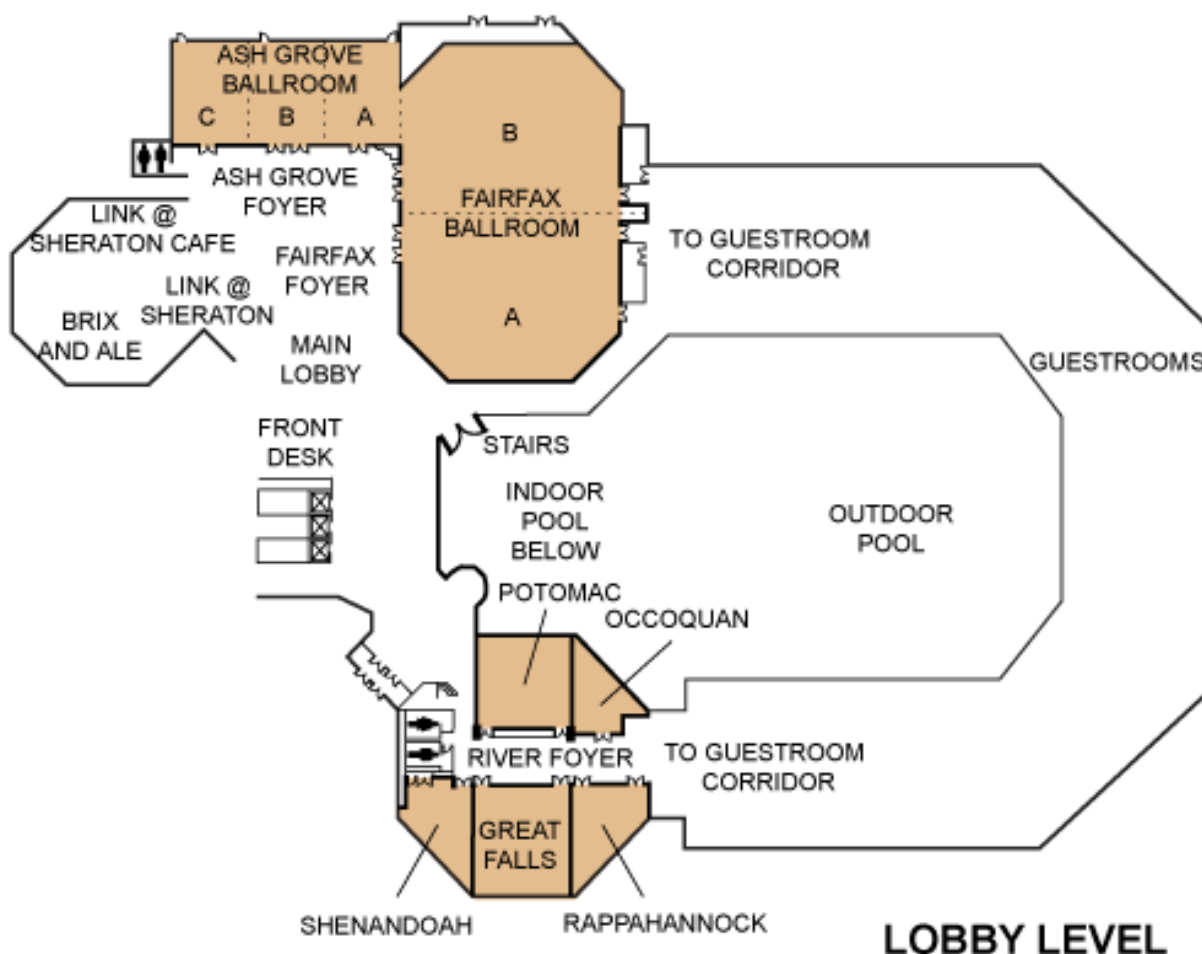 ASH GROVE
BALLROOM
C
B
A
B
ASH GROVE
FOYER
FAIRFAX
BALLROOM
LINK @
SHERATON CAFE
FAIRFAX
FOYER
TO GUESTROOM
CORRIDOR
LINK @
SHERATON
BRIX
AND ALE
A
MAIN
LOBBY
GUESTROOMS
FRONT
DESK
STAIRS
INDOOR
POOL
BELOW
OUTDOOR
POOL
POTOMAC
OCCOQUAN
RIVER FOYER
TO GUESTROOM
CORRIDOR
GREAT
FALLS
SHENANDOAH
RAPPAHANNOCK
LOBBY LEVEL